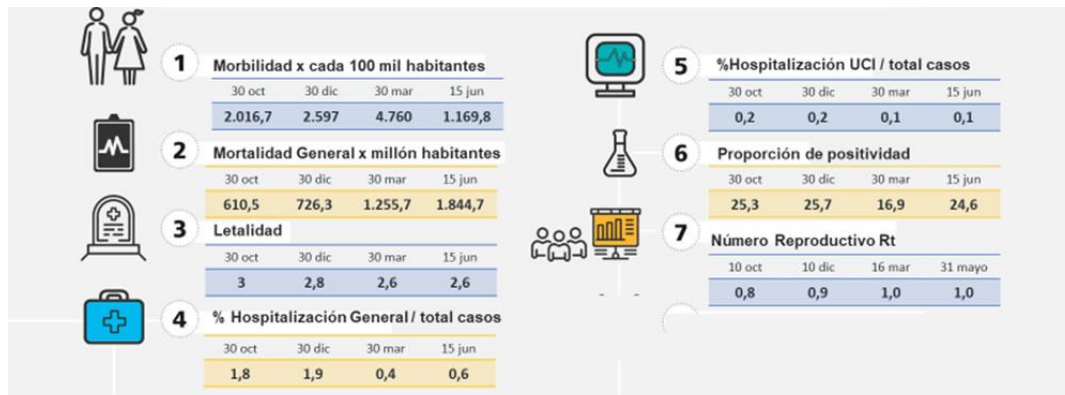 1 Morbilidad x cada 100 mil habitantes
30 oct 30 dic 30 mar 15 jun
2.016,7 2.597 4.760 1.169,8
2 Mortalidad General x millón habitantes
30 oct 30 dic 30 mar 15 jun
610,5 726,3 1.255,7 1.844,7
3 Letalidad
30 oct 30 dic 30 mar 15 jun
3 2,8 2,6 2,6
4 % Hospitalización General / total casos
30 oct 30 dic 30 mar 15 jun
1,8 1,9 0,4 0,6
5 %Hospitalización UCI / total casos
30 oct 30 dic 30 mar 15 jun
0,2 0,2 0,1 0,1
6 Proporción de positividad
30 oct 30 dic 30 mar 15 jun
25,3 25,7 16,9 24,6
7 Número Reproductivo Rt
10 oct 10 dic 16 mar 31 mayo
0,8 0,9 1,0 1,0